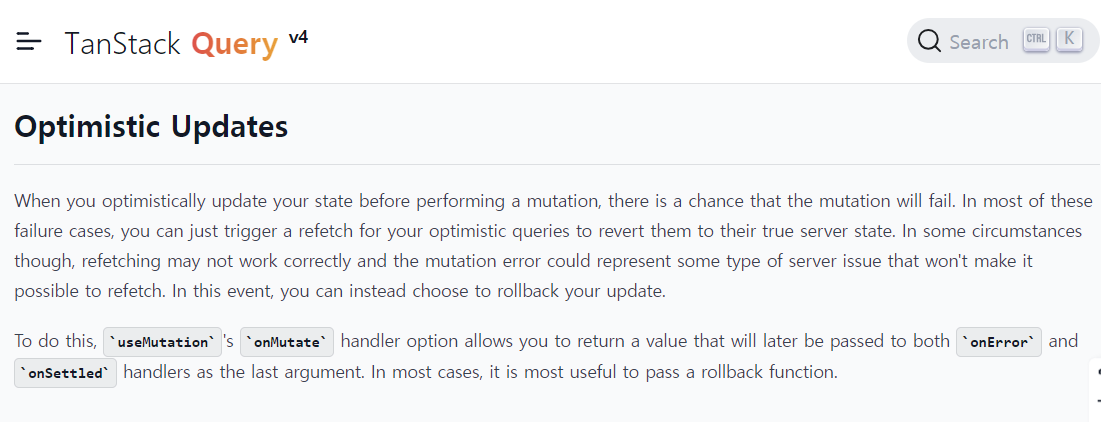 TanStack Query v4
Search CTRL K
Optimistic Updates
When you optimistically update your state before performing a mutation, there is a chance that the mutation will fail. In most of these
failure cases, you can just trigger a refetch for your optimistic queries to revert them to their true server state. In some circumstances
though, refetching may not work correctly and the mutation error could represent some type of server issue that won't make it
possible to refetch. In this event, you can instead choose to rollback your update.
To do this, `useMutation`'s `onMutate` handler option allows you to return a value that will later be passed to both `onError` and
`onSettled` handlers as the last argument. In most cases, it is most useful to pass a rollback function.